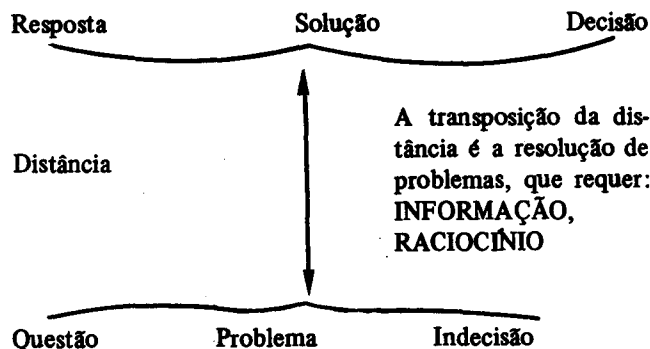 Resposta Solução Decisão
Distância
A transposição da dis-
tância é a resolução de
problemas, que requer:
INFORMAÇÃO,
RACIOCÍNIO
Questão Problema Indecisão